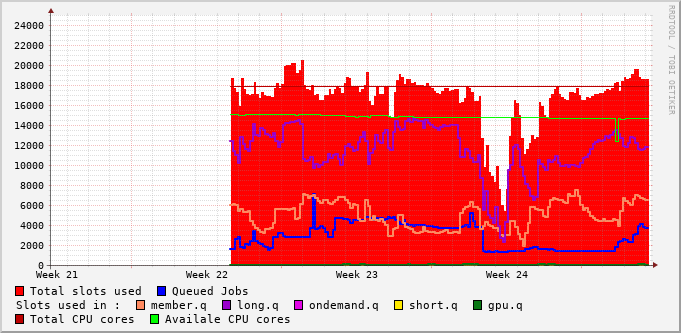 24000
22000
20000
18000
16000
14000
12000
10000
8000
6000
4000
2000
0
Week 21 Week 22 Week 23 Week 24
RRDTOOL / TOBI OETIKER
Total slots used Queued Jobs
Slots used in : member.q long.q ondemand.q short.q gpu.q
Total CPU cores Availale CPU cores